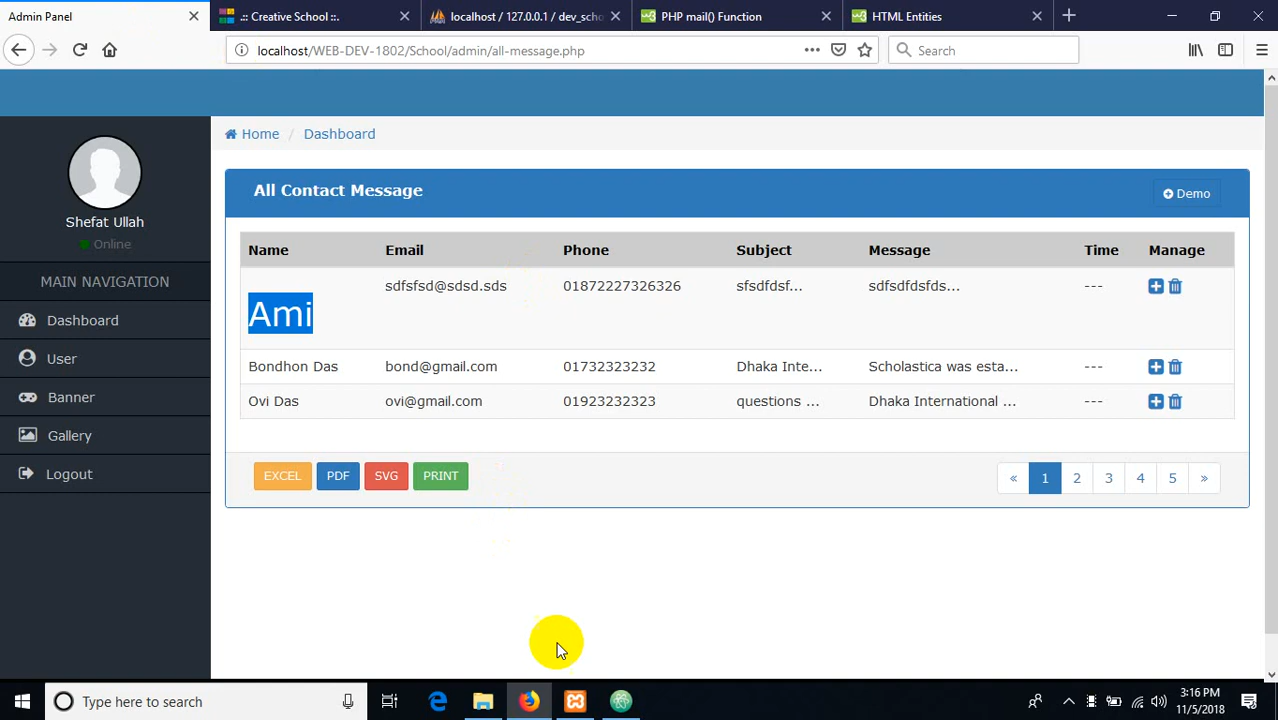 Admin Panel
.:: Creative School ::.
localhost / 127.0.0.1 / dev_scho
PHP mail() Function
HTML Entities
localhost/WEB-DEV-1802/School/admin/all-message.php
Search
Home / Dashboard
Shefat Ullah
Online
MAIN NAVIGATION
Dashboard
User
Banner
Gallery
Logout
All Contact Message
Demo
Name Email Phone Subject Message Time Manage
Ami sdfsfsd@sdsd.sds 01872227326326 sfsdfdsf... sdfsdfdsfds... ---
Bondhon Das bond@gmail.com 01732323232 Dhaka Inte... Scholastica was esta... ---
Ovi Das ovi@gmail.com 01923232323 questions ... Dhaka International ... ---
EXCEL PDF SVG PRINT
« 1 2 3 4 5 »
Type here to search
3:16 PM
11/5/2018